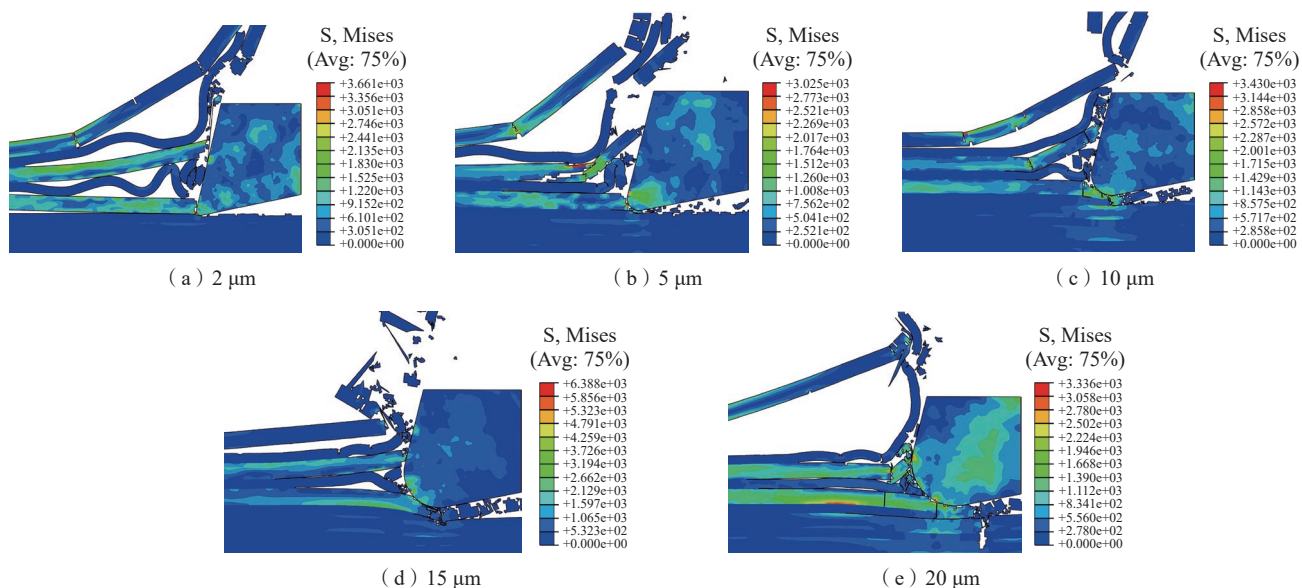 S, Mises
(Avg: 75%)
+3.661e+03
+3.356e+03
+3.051e+03
+2.746e+03
+2.441e+03
+2.135e+03
+1.830e+03
+1.525e+03
+1.220e+03
+9.152e+02
+6.101e+02
+3.051e+02
+0.000e+00
(a) 2 μm
S, Mises
(Avg: 75%)
+3.025e+03
+2.773e+03
+2.521e+03
+2.269e+03
+2.017e+03
+1.764e+03
+1.512e+03
+1.260e+03
+1.008e+03
+7.562e+02
+5.041e+02
+2.521e+02
+0.000e+00
(b) 5 μm
S, Mises
(Avg: 75%)
+3.430e+03
+3.144e+03
+2.858e+03
+2.572e+03
+2.287e+03
+2.001e+03
+1.715e+03
+1.429e+03
+1.143e+03
+8.575e+02
+5.717e+02
+2.858e+02
+0.000e+00
(c) 10 μm
S, Mises
(Avg: 75%)
+6.388e+03
+5.856e+03
+5.323e+03
+4.791e+03
+4.259e+03
+3.726e+03
+3.194e+03
+2.662e+03
+2.129e+03
+1.597e+03
+1.065e+03
+5.323e+02
+0.000e+00
(d) 15 μm
S, Mises
(Avg: 75%)
+3.336e+03
+3.058e+03
+2.780e+03
+2.502e+03
+2.224e+03
+1.946e+03
+1.668e+03
+1.390e+03
+1.112e+03
+8.341e+02
+5.560e+02
+2.780e+02
+0.000e+00
(e) 20 μm